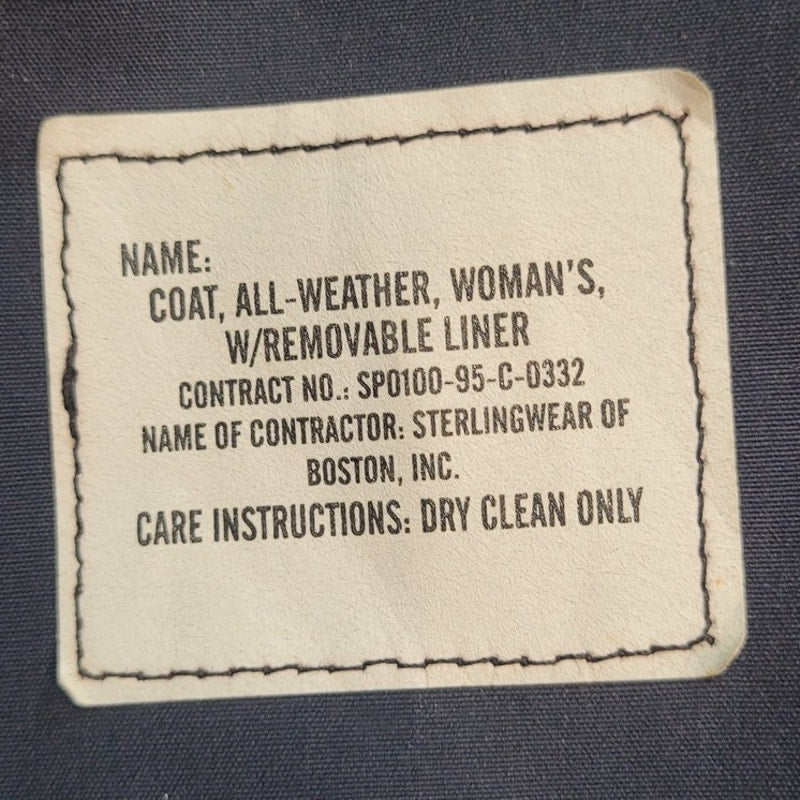 NAME:
COAT, ALL-WEATHER, WOMAN'S,
W/REMOVABLE LINER
CONTRACT NO.: SP0100-95-C-0332
NAME OF CONTRACTOR: STERLINGWEAR OF
BOSTON, INC.
CARE INSTRUCTIONS: DRY CLEAN ONLY